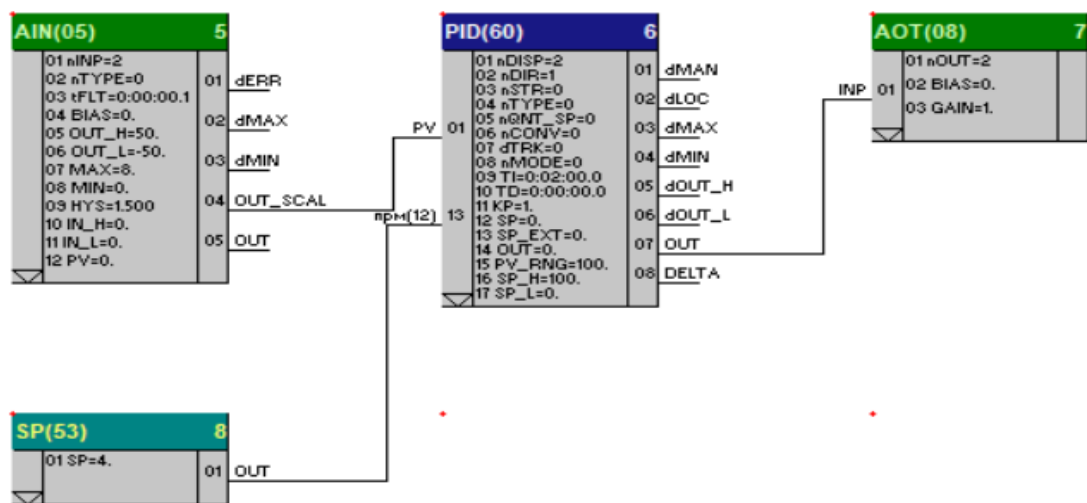 AIN(05) 5
01 nINP=2
02 nTYPE=0
03 tFLT=0:00:00.1
04 BIAS=0.
05 OUT_H=50.
06 OUT_L=-50.
07 MAX=8.
08 MIN=0.
09 HYS=1.500
10 IN_H=0.
11 IN_L=0.
12 PV=0.
01 dERR
02 dMAX
03 dMIN
04 OUT_SCAL
05 OUT
PID(60) 6
PV 01
прм(12) 13
01 nDISP=2
02 nDIR=1
03 nSTR=0
04 nTYPE=0
05 nQNT_SP=0
06 nCONV=0
07 dTRK=0
08 nMODE=0
09 TI=0:02:00.0
10 TD=0:00:00.0
11 KP=1.
12 SP=0.
13 SP_EXT=0.
14 OUT=0.
15 PV_RNG=100.
16 SP_H=100.
17 SP_L=0.
01 dMAN
02 dLOC
03 dMAX
04 dMIN
05 dOUT_H
06 dOUT_L
07 OUT
08 DELTA
AOT(08) 7
INP 01
01 nOUT=2
02 BIAS=0.
03 GAIN=1.
SP(53) 8
01 SP=4.
01 OUT